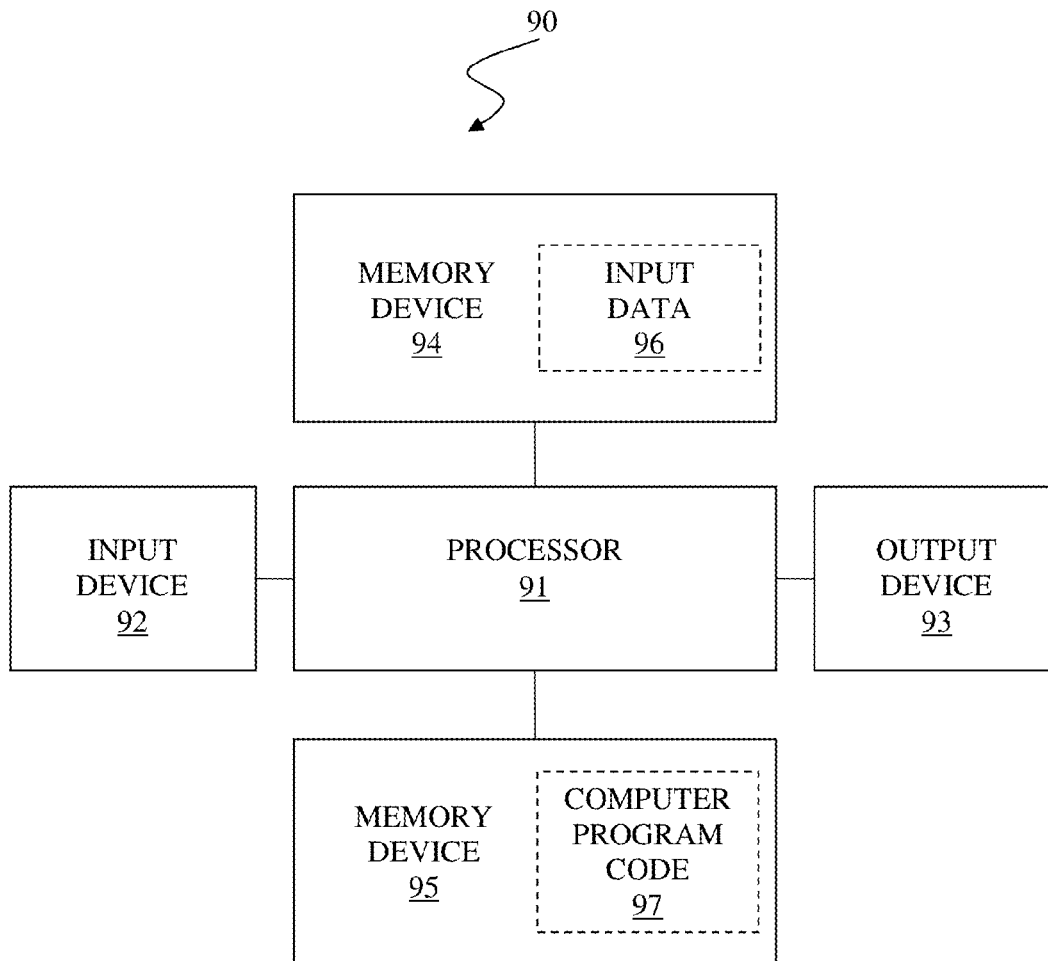 90
MEMORY
DEVICE
94
INPUT
DATA
96
INPUT
DEVICE
92
PROCESSOR
91
OUTPUT
DEVICE
93
MEMORY
DEVICE
95
COMPUTER
PROGRAM
CODE
97